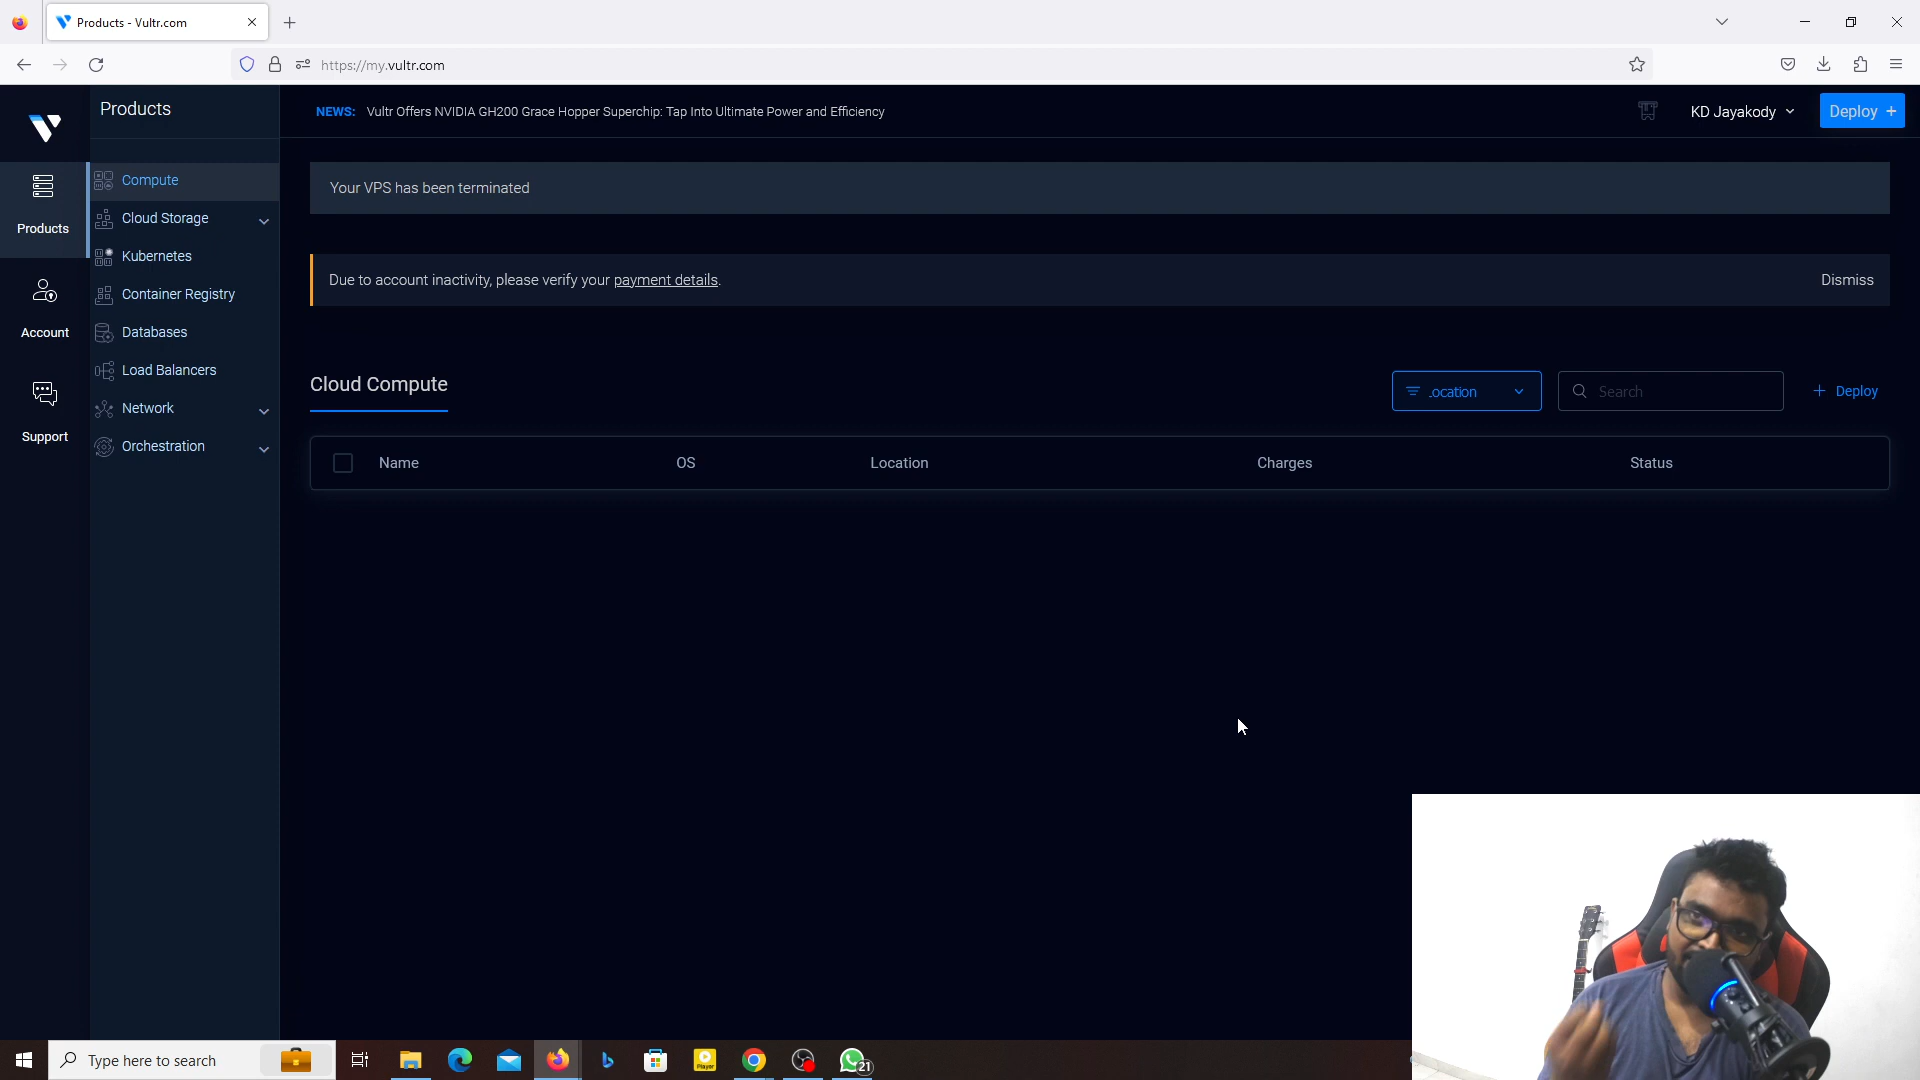 Products - Vultr.com
https://my.vultr.com
Products
NEWS: Vultr Offers NVIDIA GH200 Grace Hopper Superchip: Tap Into Ultimate Power and Efficiency
KD Jayakody
Deploy +
Products
Account
Support
Compute
Cloud Storage
Kubernetes
Container Registry
Databases
Load Balancers
Network
Orchestration
Your VPS has been terminated
Due to account inactivity, please verify your payment details.
Dismiss
Cloud Compute
ocation
Search
+ Deploy
Name OS Location Charges Status
Type here to search
Player
21